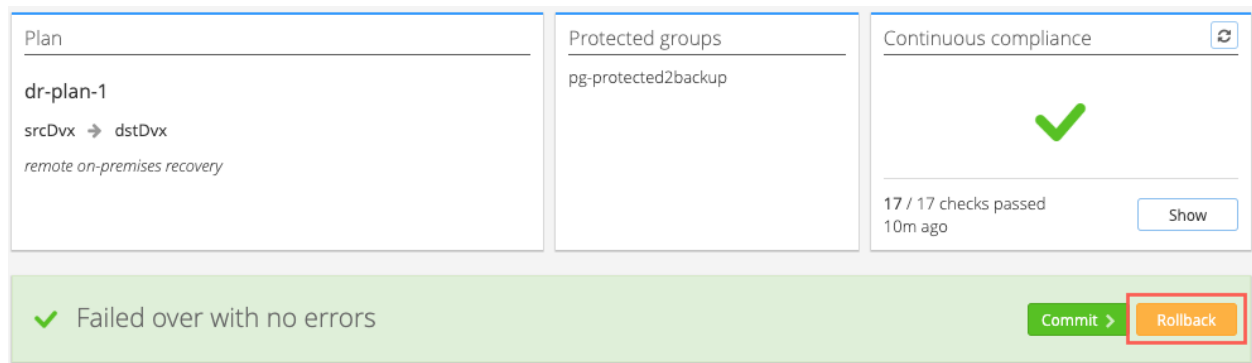 Plan
dr-plan-1
srcDvx → dstDvx
remote on-premises recovery
Protected groups
pg-protected2backup
Continuous compliance
17 / 17 checks passed
10m ago
Show
Failed over with no errors
Commit >
Rollback